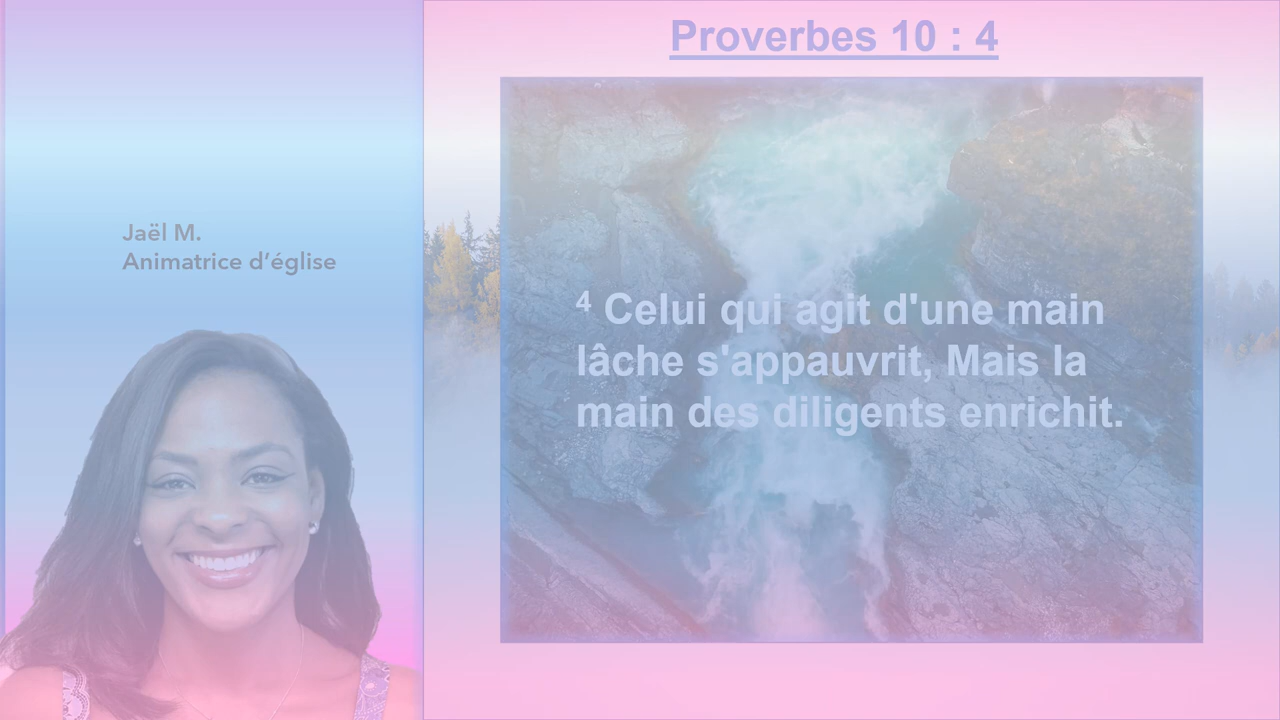 Proverbes 10 : 4
Jaël M.
Animatrice d’église
4 Celui qui agit d'une main
lâche s'appauvrit, Mais la
main des diligents enrichit.